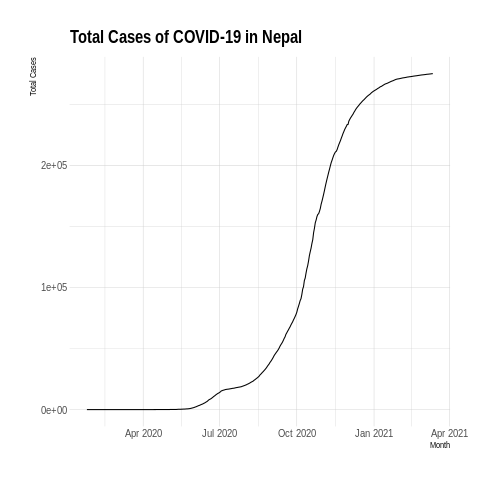 Total Cases of COVID-19 in Nepal
Total Cases
2e+05
1e+05
0e+00
Apr 2020 Jul 2020 Oct 2020 Jan 2021 Apr 2021
Month